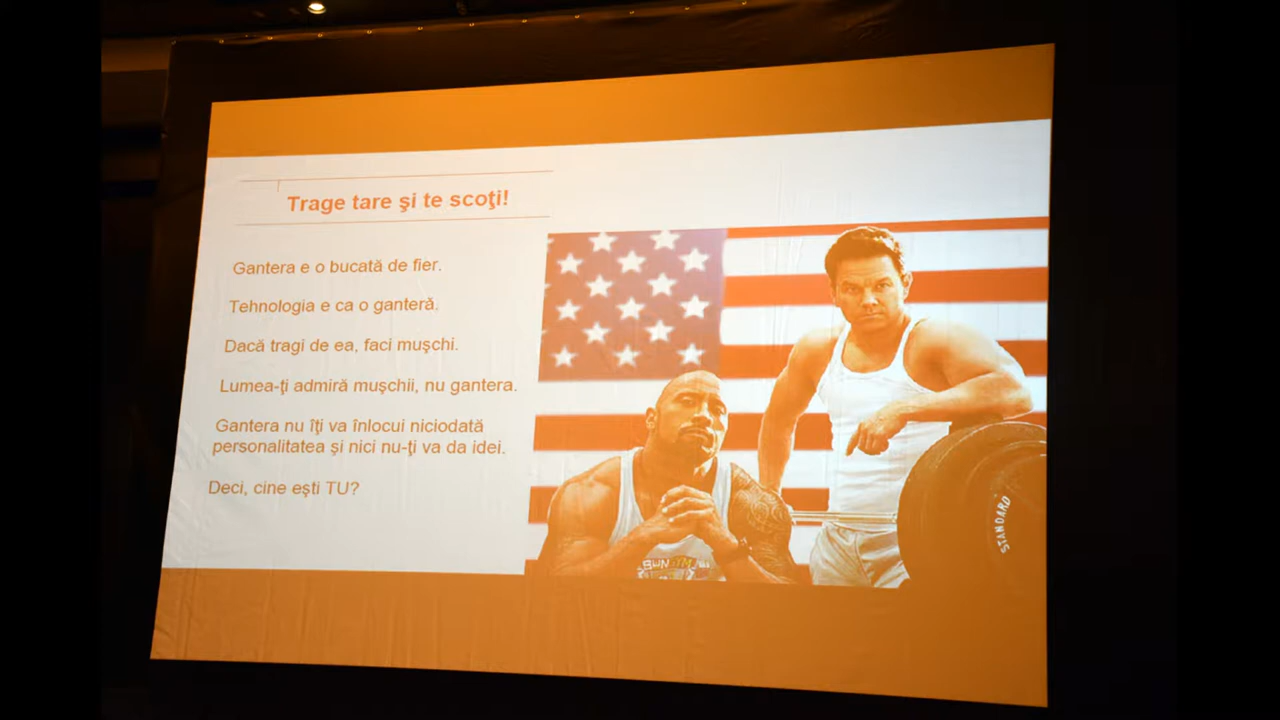 Trage tare şi te scoţi!
Gantera e o bucată de fier.
Tehnologia e ca o ganteră.
Dacă tragi de ea, faci muşchi.
Lumea-ţi admiră muşchii, nu gantera.
Gantera nu îţi va înlocui niciodată
personalitatea şi nici nu-ţi va da idei.
Deci, cine eşti TU?
STANDARD